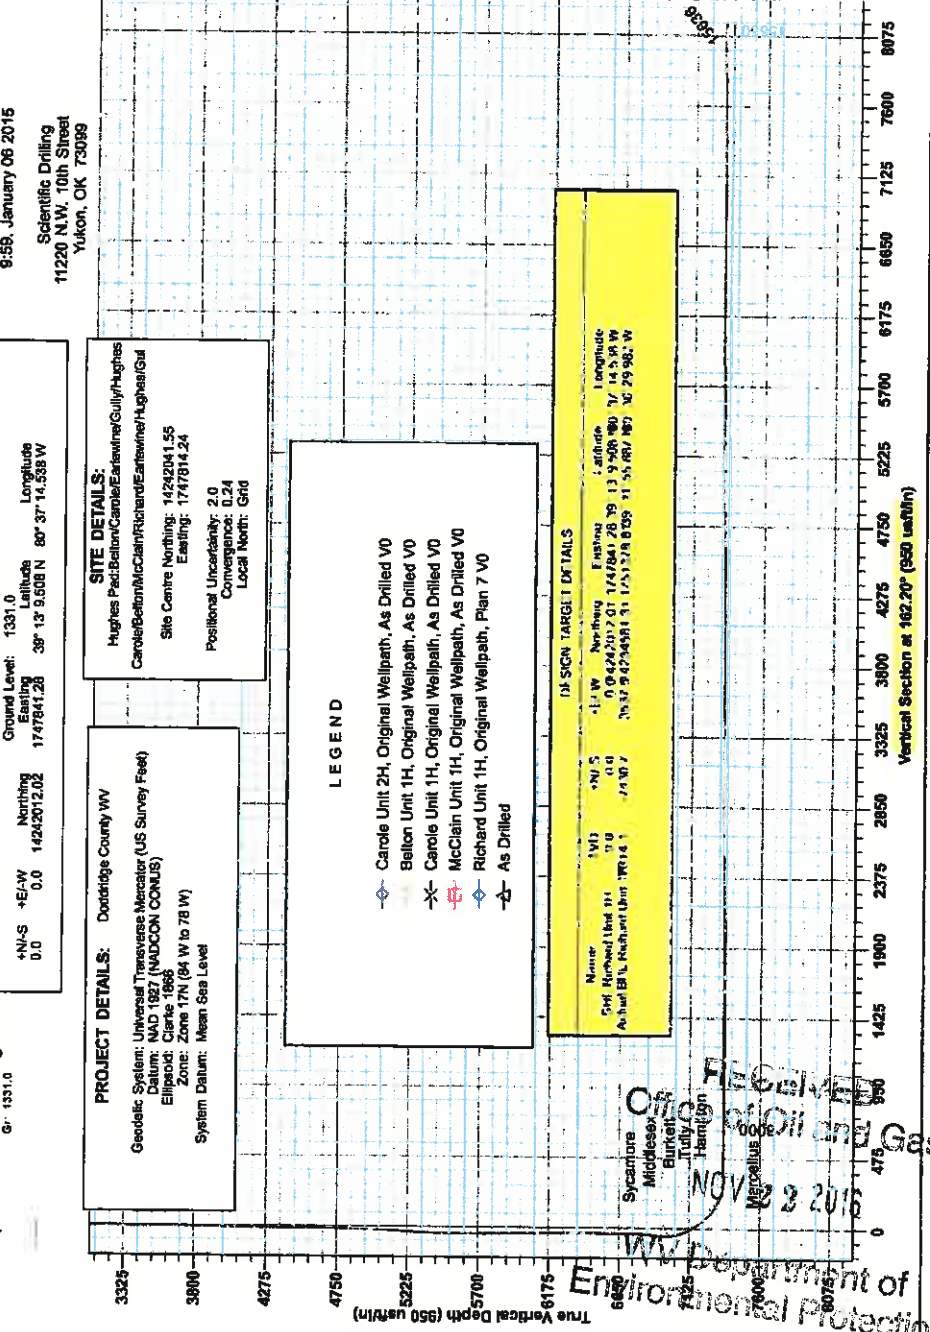 9:59, January 06 2015
Scientific Drilling
11220 N.W. 10th Street
Yukon, OK 73099
Gr 1331.0
Ground Level: 1331.0
+N/-S +E/-W Northing Easting Latitude Longitude
0.0 0.0 14242012.02 1747841.28 39° 13' 9.508 N 80° 37' 14.538 W
PROJECT DETAILS: Doddridge County WV
Geodetic System: Universal Transverse Mercator (US Survey Feet)
Datum: NAD 1927 (NADCON CONUS)
Ellipsoid: Clarke 1866
Zone: Zone 17N (84 W to 78 W)
System Datum: Mean Sea Level
SITE DETAILS:
Hughes Pad:Belton/Carole/Earlewine/Gully/Hughes
Carole/Belton/McClain/Richard/Earlewine/Hughes/Gul
Site Centre Northing: 14242041.55
Easting: 1747814.24
Positional Uncertainty: 2.0
Convergence: 0.24
Local North: Grid
LEGEND
Carole Unit 2H, Original Wellpath, As Drilled V0
Belton Unit 1H, Original Wellpath, As Drilled V0
Carole Unit 1H, Original Wellpath, As Drilled V0
McClain Unit 1H, Original Wellpath, As Drilled V0
Richard Unit 1H, Original Wellpath, Plan 7 V0
As Drilled
DESIGN TARGET DETAILS
Name TVD +N/-S +E/-W Northing Easting Latitude Longitude
Richard Unit 1H 0.0 0.0
True Vertical Depth (950 usft/in)
3325
3800
4275
4750
5225
5700
6175
6650
7125
7600
8075
Sycamore
Middlesex
Burkett
Tully
Hamilton
Marcellus
8000
15636
0 475 950 1425 1900 2375 2850 3325 3800 4275 4750 5225 5700 6175 6650 7125 7600 8075
Vertical Section at 162.20° (950 usft/in)
RECEIVED
Office of Oil and Gas
NOV 2016
WV Department of
Environmental Protection